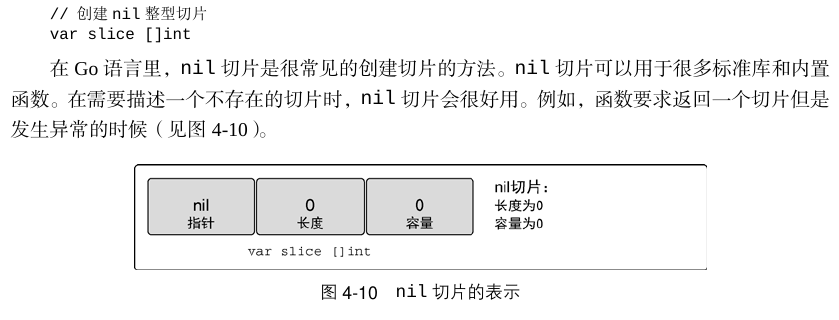 // 创建 nil 整型切片
var slice []int
在 Go 语言里，nil 切片是很常见的创建切片的方法。nil 切片可以用于很多标准库和内置
函数。在需要描述一个不存在的切片时，nil 切片会很好用。例如，函数要求返回一个切片但是
发生异常的时候（见图 4-10）。
nil 0 0
指针 长度 容量
nil切片：
长度为0
容量为0
var slice []int
图 4-10 nil 切片的表示